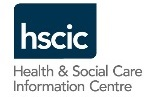 hscic
Health & Social Care
Information Centre